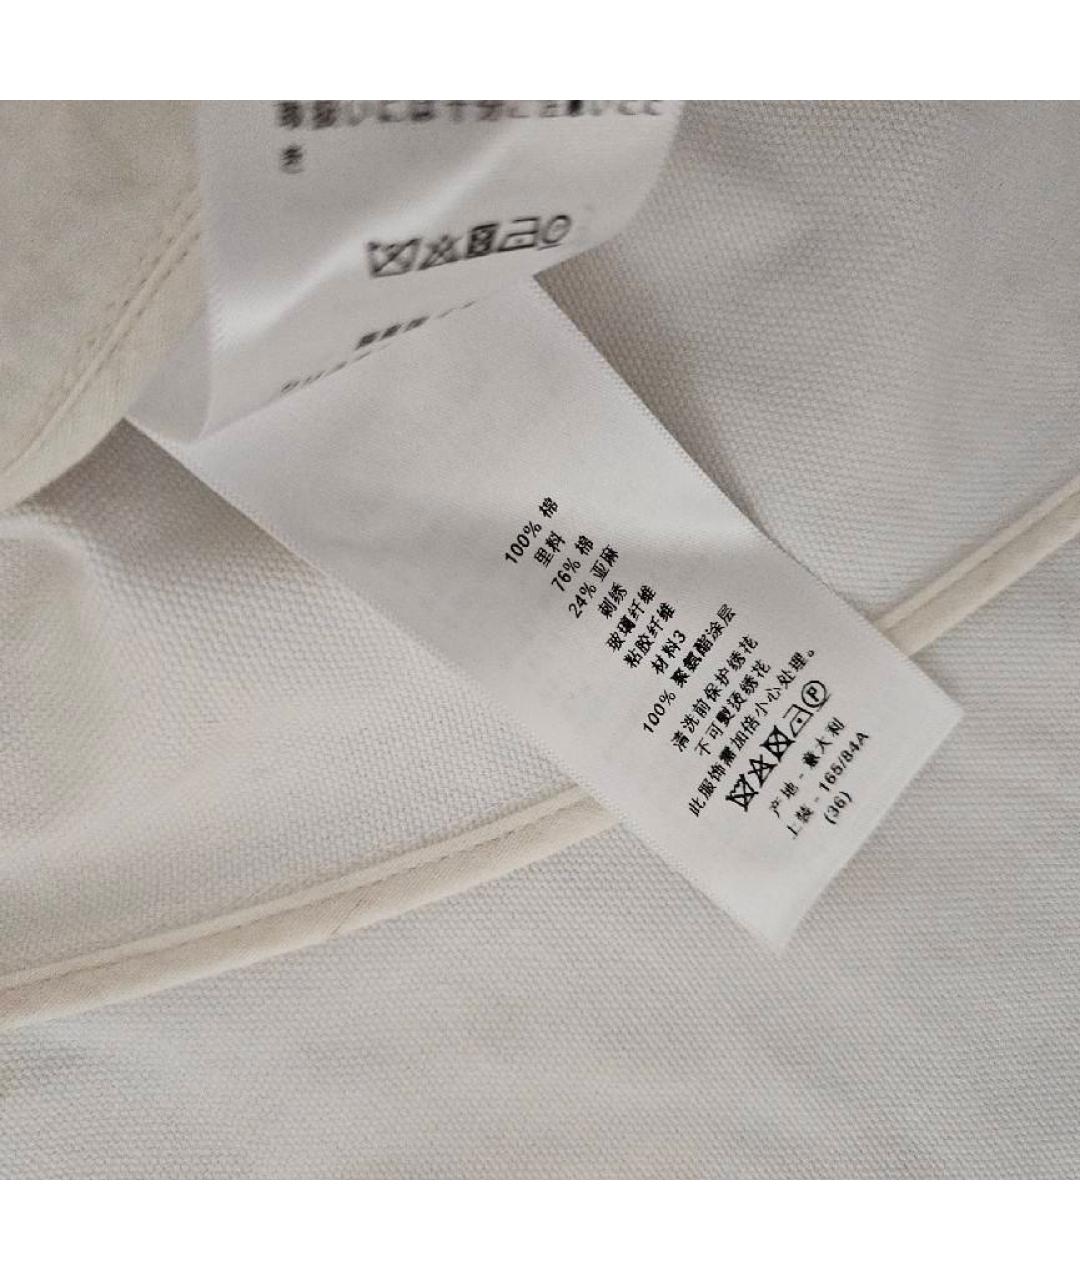 100% 棉
里料
76% 棉
24% 亚麻
刺绣
玻璃纤维
粘胶纤维
材料3
100% 聚氨酯涂层
清洗前保护绣花
不可熨烫绣花
此服饰需加倍小心处理。
P
产地 - 意大利
上装 - 165/84A
(36)